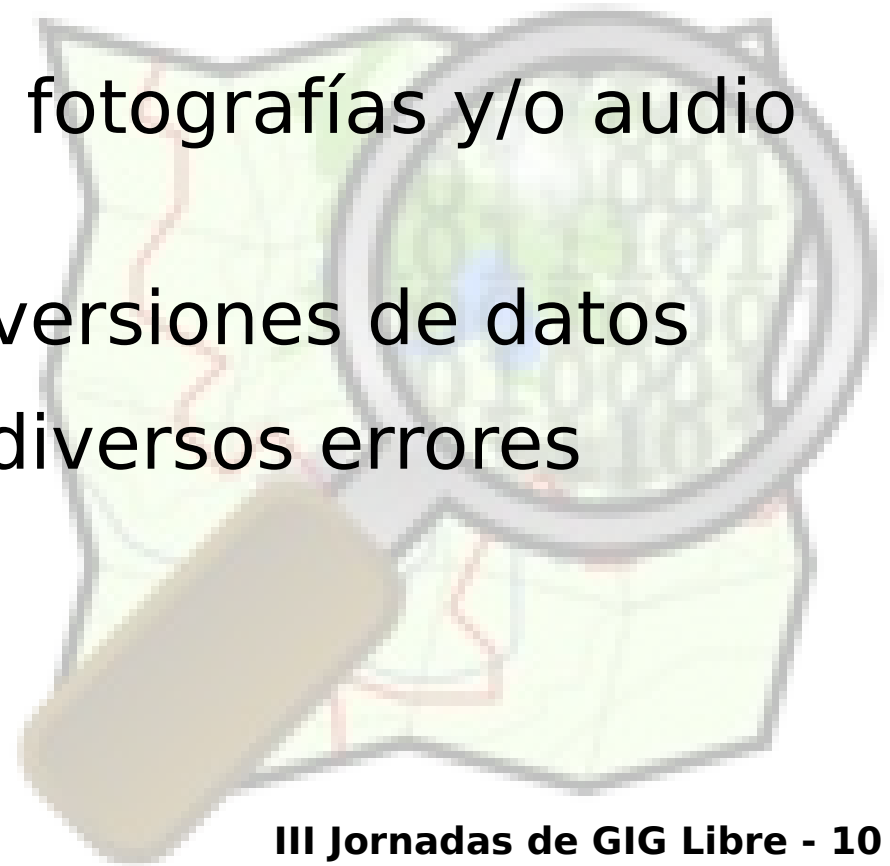 fotografías y/o audio
versiones de datos
diversos errores
III Jornadas de GIG Libre - 10